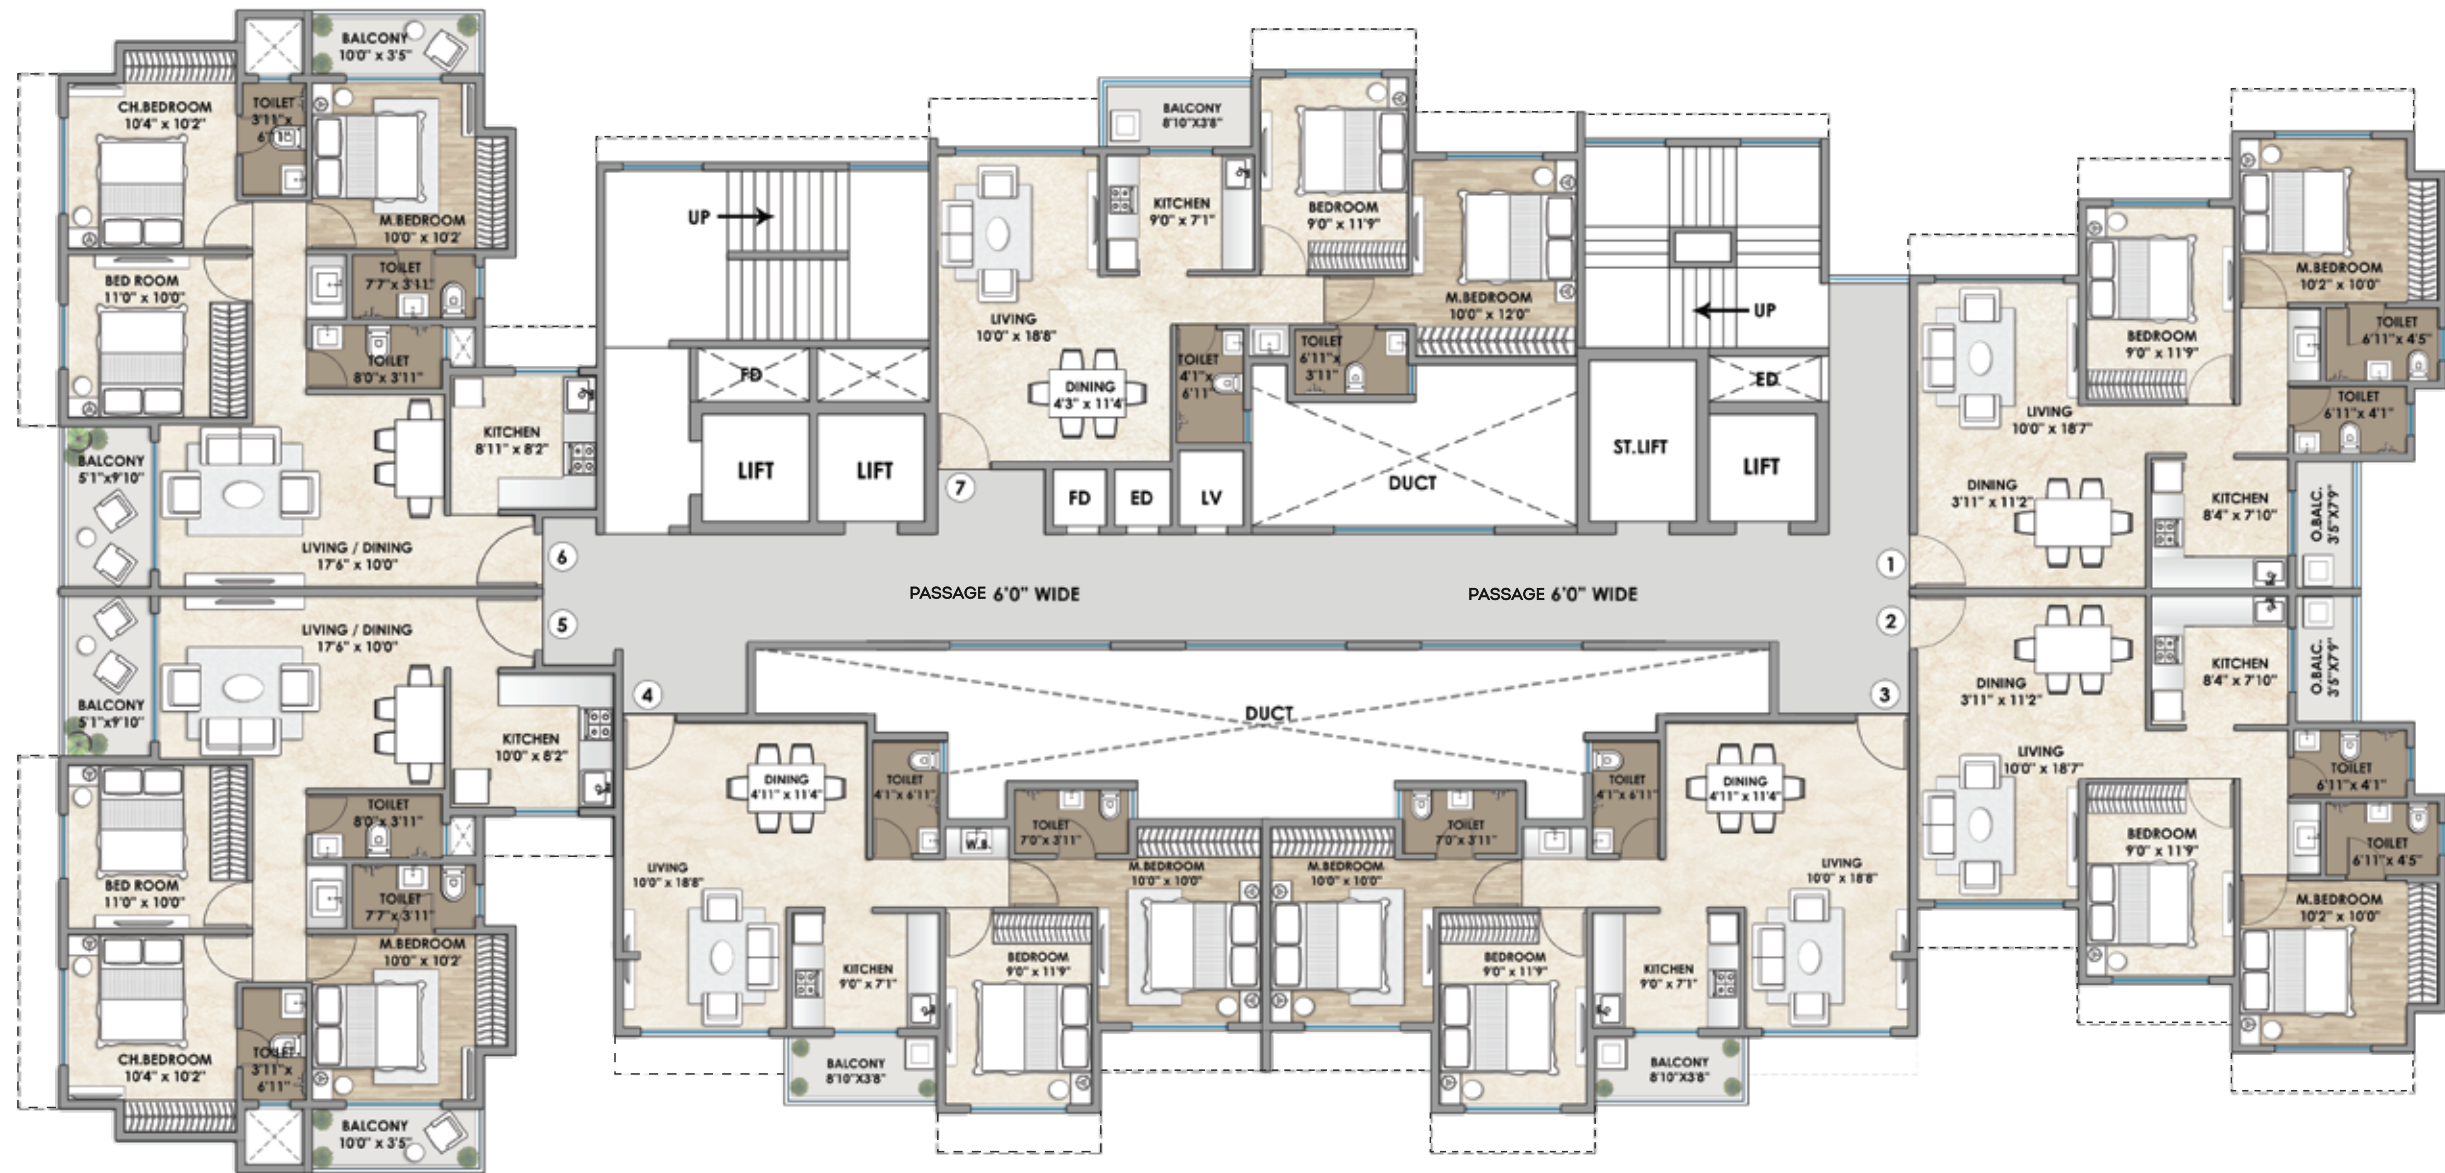 BALCONY
10'0" x 3'5"
CH.BEDROOM
10'4" x 10'2"
TOILET
3'11"x
6'11"
M.BEDROOM
10'0" x 10'2'
BED ROOM
11'0" x 10'0"
TOILET
7'7"x 3'11"
TOILET
8'0"x 3'11"
KITCHEN
8'11" x 8'2"
BALCONY
5'1"x9'10"
LIVING / DINING
17'6" x 10'0"
6
UP
FD
LIFT
LIFT
BALCONY
8'10"X3'8"
KITCHEN
9'0" x 7'1"
BEDROOM
9'0" x 11'9"
M.BEDROOM
10'0" x 12'0"
LIVING
10'0" x 18'8"
DINING
4'3" x 11'4"
TOILET
4'1"x
6'11"
TOILET
6'11"x
3'11"
7
FD
ED
LV
DUCT
UP
ST.LIFT
ED
LIFT
M.BEDROOM
10'2" x 10'0"
BEDROOM
9'0" x 11'9"
TOILET
6'11"x 4'5"
TOILET
6'11"x 4'1"
LIVING
10'0" x 18'7"
DINING
3'11" x 11'2"
KITCHEN
8'4" x 7'10"
O.BALC.
3'5"X7'9"
1
PASSAGE 6'0" WIDE
PASSAGE 6'0" WIDE
5
LIVING / DINING
17'6" x 10'0"
BALCONY
5'1"x9'10"
KITCHEN
10'0" x 8'2"
TOILET
8'0"x 3'11"
BED ROOM
11'0" x 10'0"
TOILET
7'7"x 3'11"
M.BEDROOM
10'0" x 10'2'
CH.BEDROOM
10'4" x 10'2"
TOILET
3'11"x
6'11"
BALCONY
10'0" x 3'5"
4
DUCT
DINING
4'11" x 11'4"
TOILET
4'1"x 6'11"
W.B.
TOILET
7'0"x 3'11"
LIVING
10'0" x 18'8"
M.BEDROOM
10'0" x 10'0"
KITCHEN
9'0" x 7'1"
BEDROOM
9'0" x 11'9"
BALCONY
8'10"X3'8"
3
TOILET
4'1"x 6'11"
DINING
4'11" x 11'4"
TOILET
7'0"x 3'11"
M.BEDROOM
10'0" x 10'0"
LIVING
10'0" x 18'8"
BEDROOM
9'0" x 11'9"
KITCHEN
9'0" x 7'1"
BALCONY
8'10"X3'8"
2
KITCHEN
8'4" x 7'10"
O.BALC.
3'5"X7'9"
DINING
3'11" x 11'2"
LIVING
10'0" x 18'7"
TOILET
6'11"x 4'1"
BEDROOM
9'0" x 11'9"
TOILET
6'11"x 4'5"
M.BEDROOM
10'2" x 10'0"